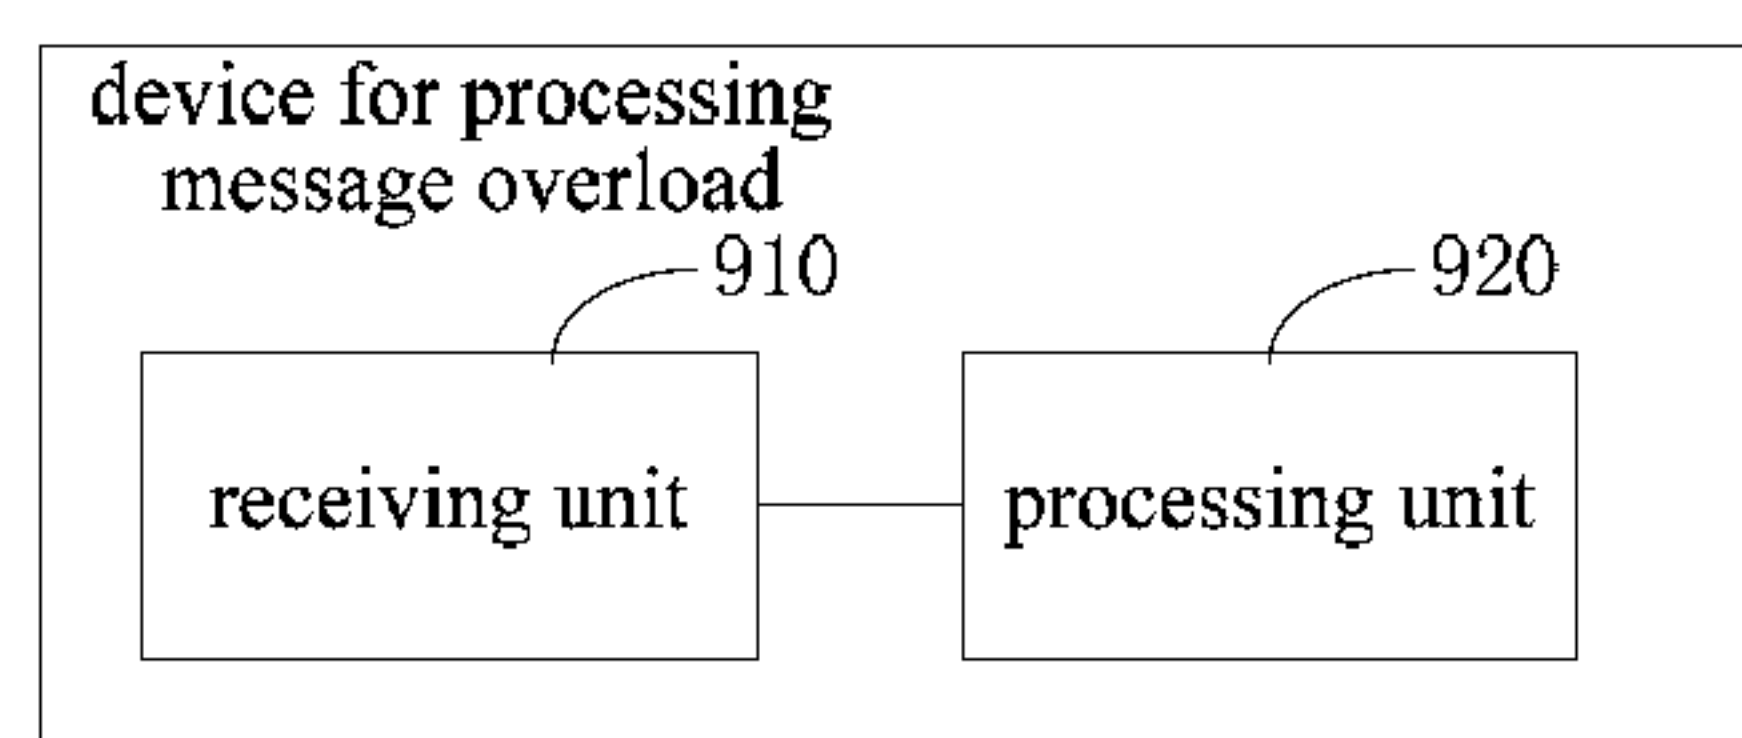 device for processing
message overload
910
920
receiving unit
processing unit